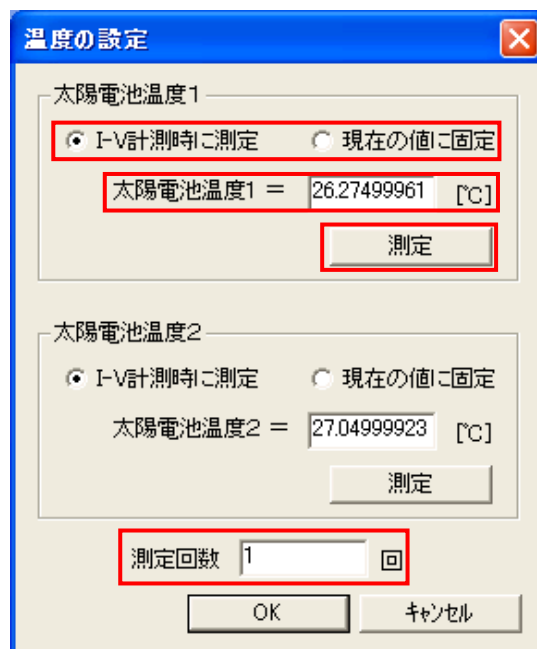 温度の設定
太陽電池温度1
I-V計測時に測定 現在の値に固定
太陽電池温度1 = 26.27499961 [℃]
測定
太陽電池温度2
I-V計測時に測定 現在の値に固定
太陽電池温度2 = 27.04999923 [℃]
測定
測定回数 1 回
OK ｷｬﾝｾﾙ